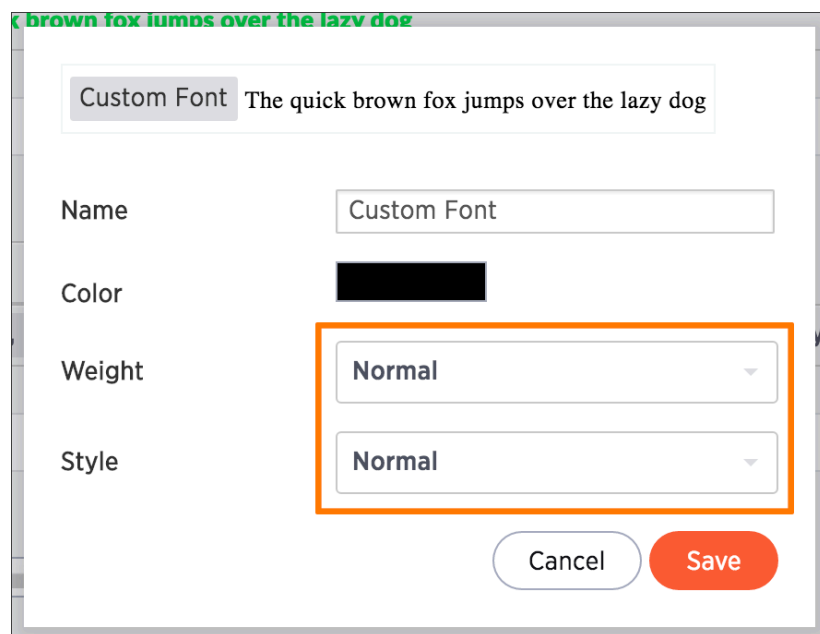 k brown fox jumps over the lazy dog
Custom Font The quick brown fox jumps over the lazy dog
Name Custom Font
Color
Weight Normal
Style Normal
Cancel Save